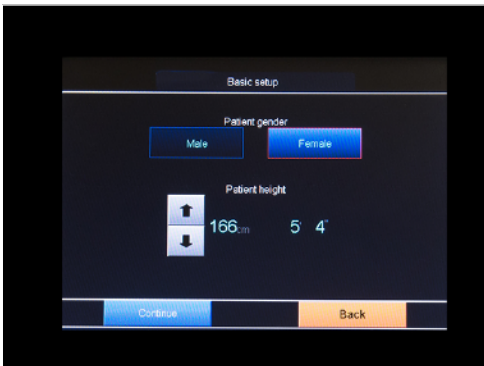 Basic setup
Patient gender
Male Female
Patient height
166cm 5' 4"
Continue Back